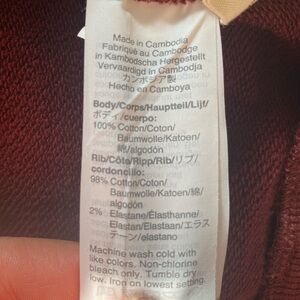 Made in Cambodia
Fabriqué au Cambodge
in Kambodscha Hergestellt
Vervaardigd in Cambodja
カンボジア製
Hecho en Camboya
Body/Corps/Hauptteil/Lijf/
ボディ/cuerpo:
100% Cotton/Coton/
Baumwolle/Katoen/
綿/algodón
Rib/Côte/Ripp/Rib/リブ/
cordoncillo:
98% Cotton/Coton/
Baumwolle/Katoen/綿/
algodón
2% Elastane/Élasthanne/
Elastan/Elastaan/エラス
テーン/elastano
Machine wash cold with
like colors. Non-chlorine
bleach only. Tumble dry
low. Iron on lowest setting.